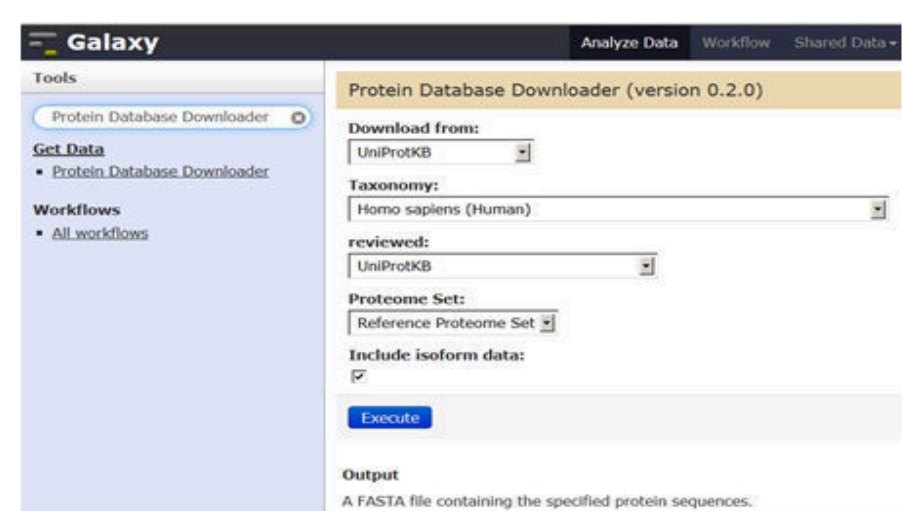 Galaxy
Analyze Data Workflow Shared Data
Tools
Protein Database Downloader
Get Data
Protein Database Downloader
Workflows
All workflows
Protein Database Downloader (version 0.2.0)
Download from:
UniProtKB
Taxonomy:
Homo sapiens (Human)
reviewed:
UniProtKB
Proteome Set:
Reference Proteome Set
Include isoform data:
Execute
Output
A FASTA file containing the specified protein sequences.